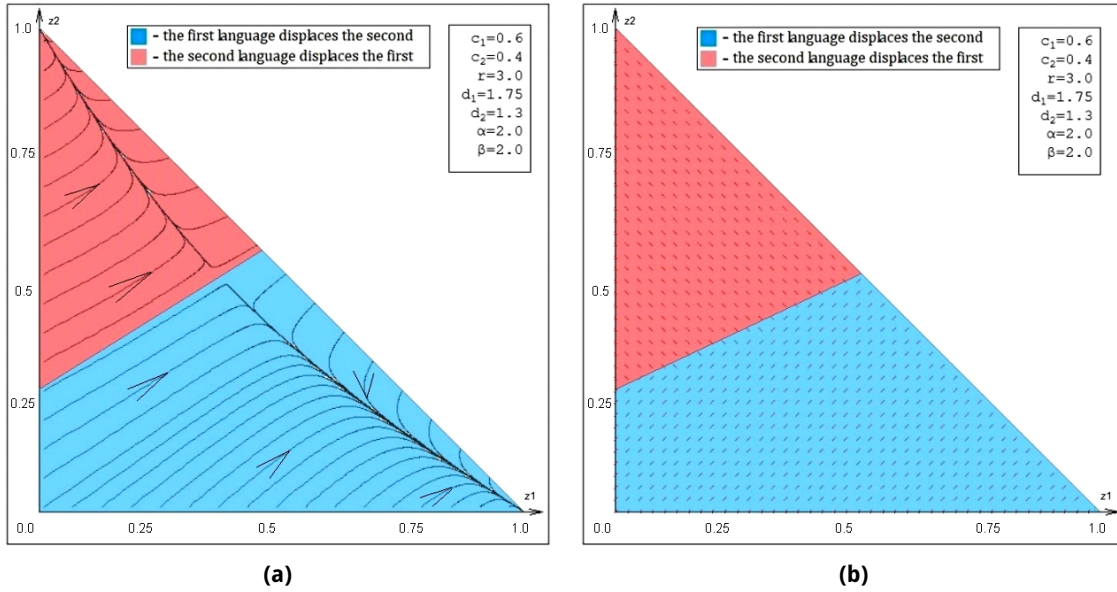 z2
1.0
- the first language displaces the second
- the second language displaces the first
c1=0.6
c2=0.4
r=3.0
d1=1.75
d2=1.3
α=2.0
β=2.0
0.75
0.5
0.25
z1
0.0 0.25 0.5 0.75 1.0
(a)
z2
1.0
- the first language displaces the second
- the second language displaces the first
c1=0.6
c2=0.4
r=3.0
d1=1.75
d2=1.3
α=2.0
β=2.0
0.75
0.5
0.25
z1
0.0 0.25 0.5 0.75 1.0
(b)